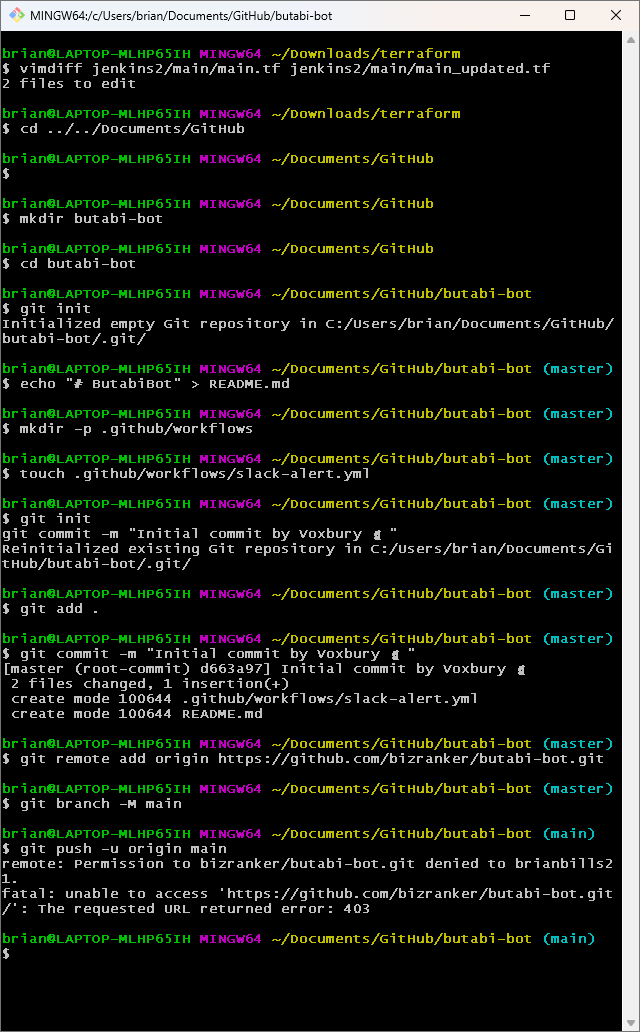 MINGW64:/c/Users/brian/Documents/GitHub/butabi-bot
brian@LAPTOP-MLHP65IH MINGW64 ~/Downloads/terraform
$ vimdiff jenkins2/main/main.tf jenkins2/main/main_updated.tf
2 files to edit
brian@LAPTOP-MLHP65IH MINGW64 ~/Downloads/terraform
$ cd ../../Documents/GitHub
brian@LAPTOP-MLHP65IH MINGW64 ~/Documents/GitHub
$
brian@LAPTOP-MLHP65IH MINGW64 ~/Documents/GitHub
$ mkdir butabi-bot
brian@LAPTOP-MLHP65IH MINGW64 ~/Documents/GitHub
$ cd butabi-bot
brian@LAPTOP-MLHP65IH MINGW64 ~/Documents/GitHub/butabi-bot
$ git init
Initialized empty Git repository in C:/Users/brian/Documents/GitHub/
butabi-bot/.git/
brian@LAPTOP-MLHP65IH MINGW64 ~/Documents/GitHub/butabi-bot (master)
$ echo "# ButabiBot" > README.md
brian@LAPTOP-MLHP65IH MINGW64 ~/Documents/GitHub/butabi-bot (master)
$ mkdir -p .github/workflows
brian@LAPTOP-MLHP65IH MINGW64 ~/Documents/GitHub/butabi-bot (master)
$ touch .github/workflows/slack-alert.yml
brian@LAPTOP-MLHP65IH MINGW64 ~/Documents/GitHub/butabi-bot (master)
$ git init
git commit -m "Initial commit by Voxbury "
Reinitialized existing Git repository in C:/Users/brian/Documents/Gi
tHub/butabi-bot/.git/
brian@LAPTOP-MLHP65IH MINGW64 ~/Documents/GitHub/butabi-bot (master)
$ git add .
brian@LAPTOP-MLHP65IH MINGW64 ~/Documents/GitHub/butabi-bot (master)
$ git commit -m "Initial commit by Voxbury "
[master (root-commit) d663a97] Initial commit by Voxbury
2 files changed, 1 insertion(+)
create mode 100644 .github/workflows/slack-alert.yml
create mode 100644 README.md
brian@LAPTOP-MLHP65IH MINGW64 ~/Documents/GitHub/butabi-bot (master)
$ git remote add origin https://github.com/bizranker/butabi-bot.git
brian@LAPTOP-MLHP65IH MINGW64 ~/Documents/GitHub/butabi-bot (master)
$ git branch -M main
brian@LAPTOP-MLHP65IH MINGW64 ~/Documents/GitHub/butabi-bot (main)
$ git push -u origin main
remote: Permission to bizranker/butabi-bot.git denied to brianbills2
1.
fatal: unable to access 'https://github.com/bizranker/butabi-bot.git
/': The requested URL returned error: 403
brian@LAPTOP-MLHP65IH MINGW64 ~/Documents/GitHub/butabi-bot (main)
$